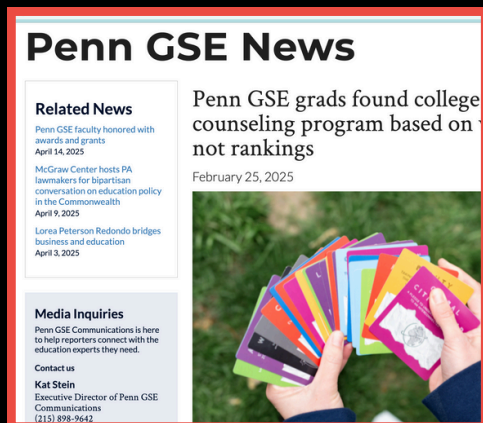 Penn GSE News
Related News
Penn GSE faculty honored with
awards and grants
April 14, 2025
McGraw Center hosts PA
lawmakers for bipartisan
conversation on education policy
in the Commonwealth
April 9, 2025
Lorea Peterson Redondo bridges
business and education
April 3, 2025
Media Inquiries
Penn GSE Communications is here
to help reporters connect with the
education experts they need.
Contact us
Kat Stein
Executive Director of Penn GSE
Communications
(215) 898-9642
Penn GSE grads found college
counseling program based on
not rankings
February 25, 2025